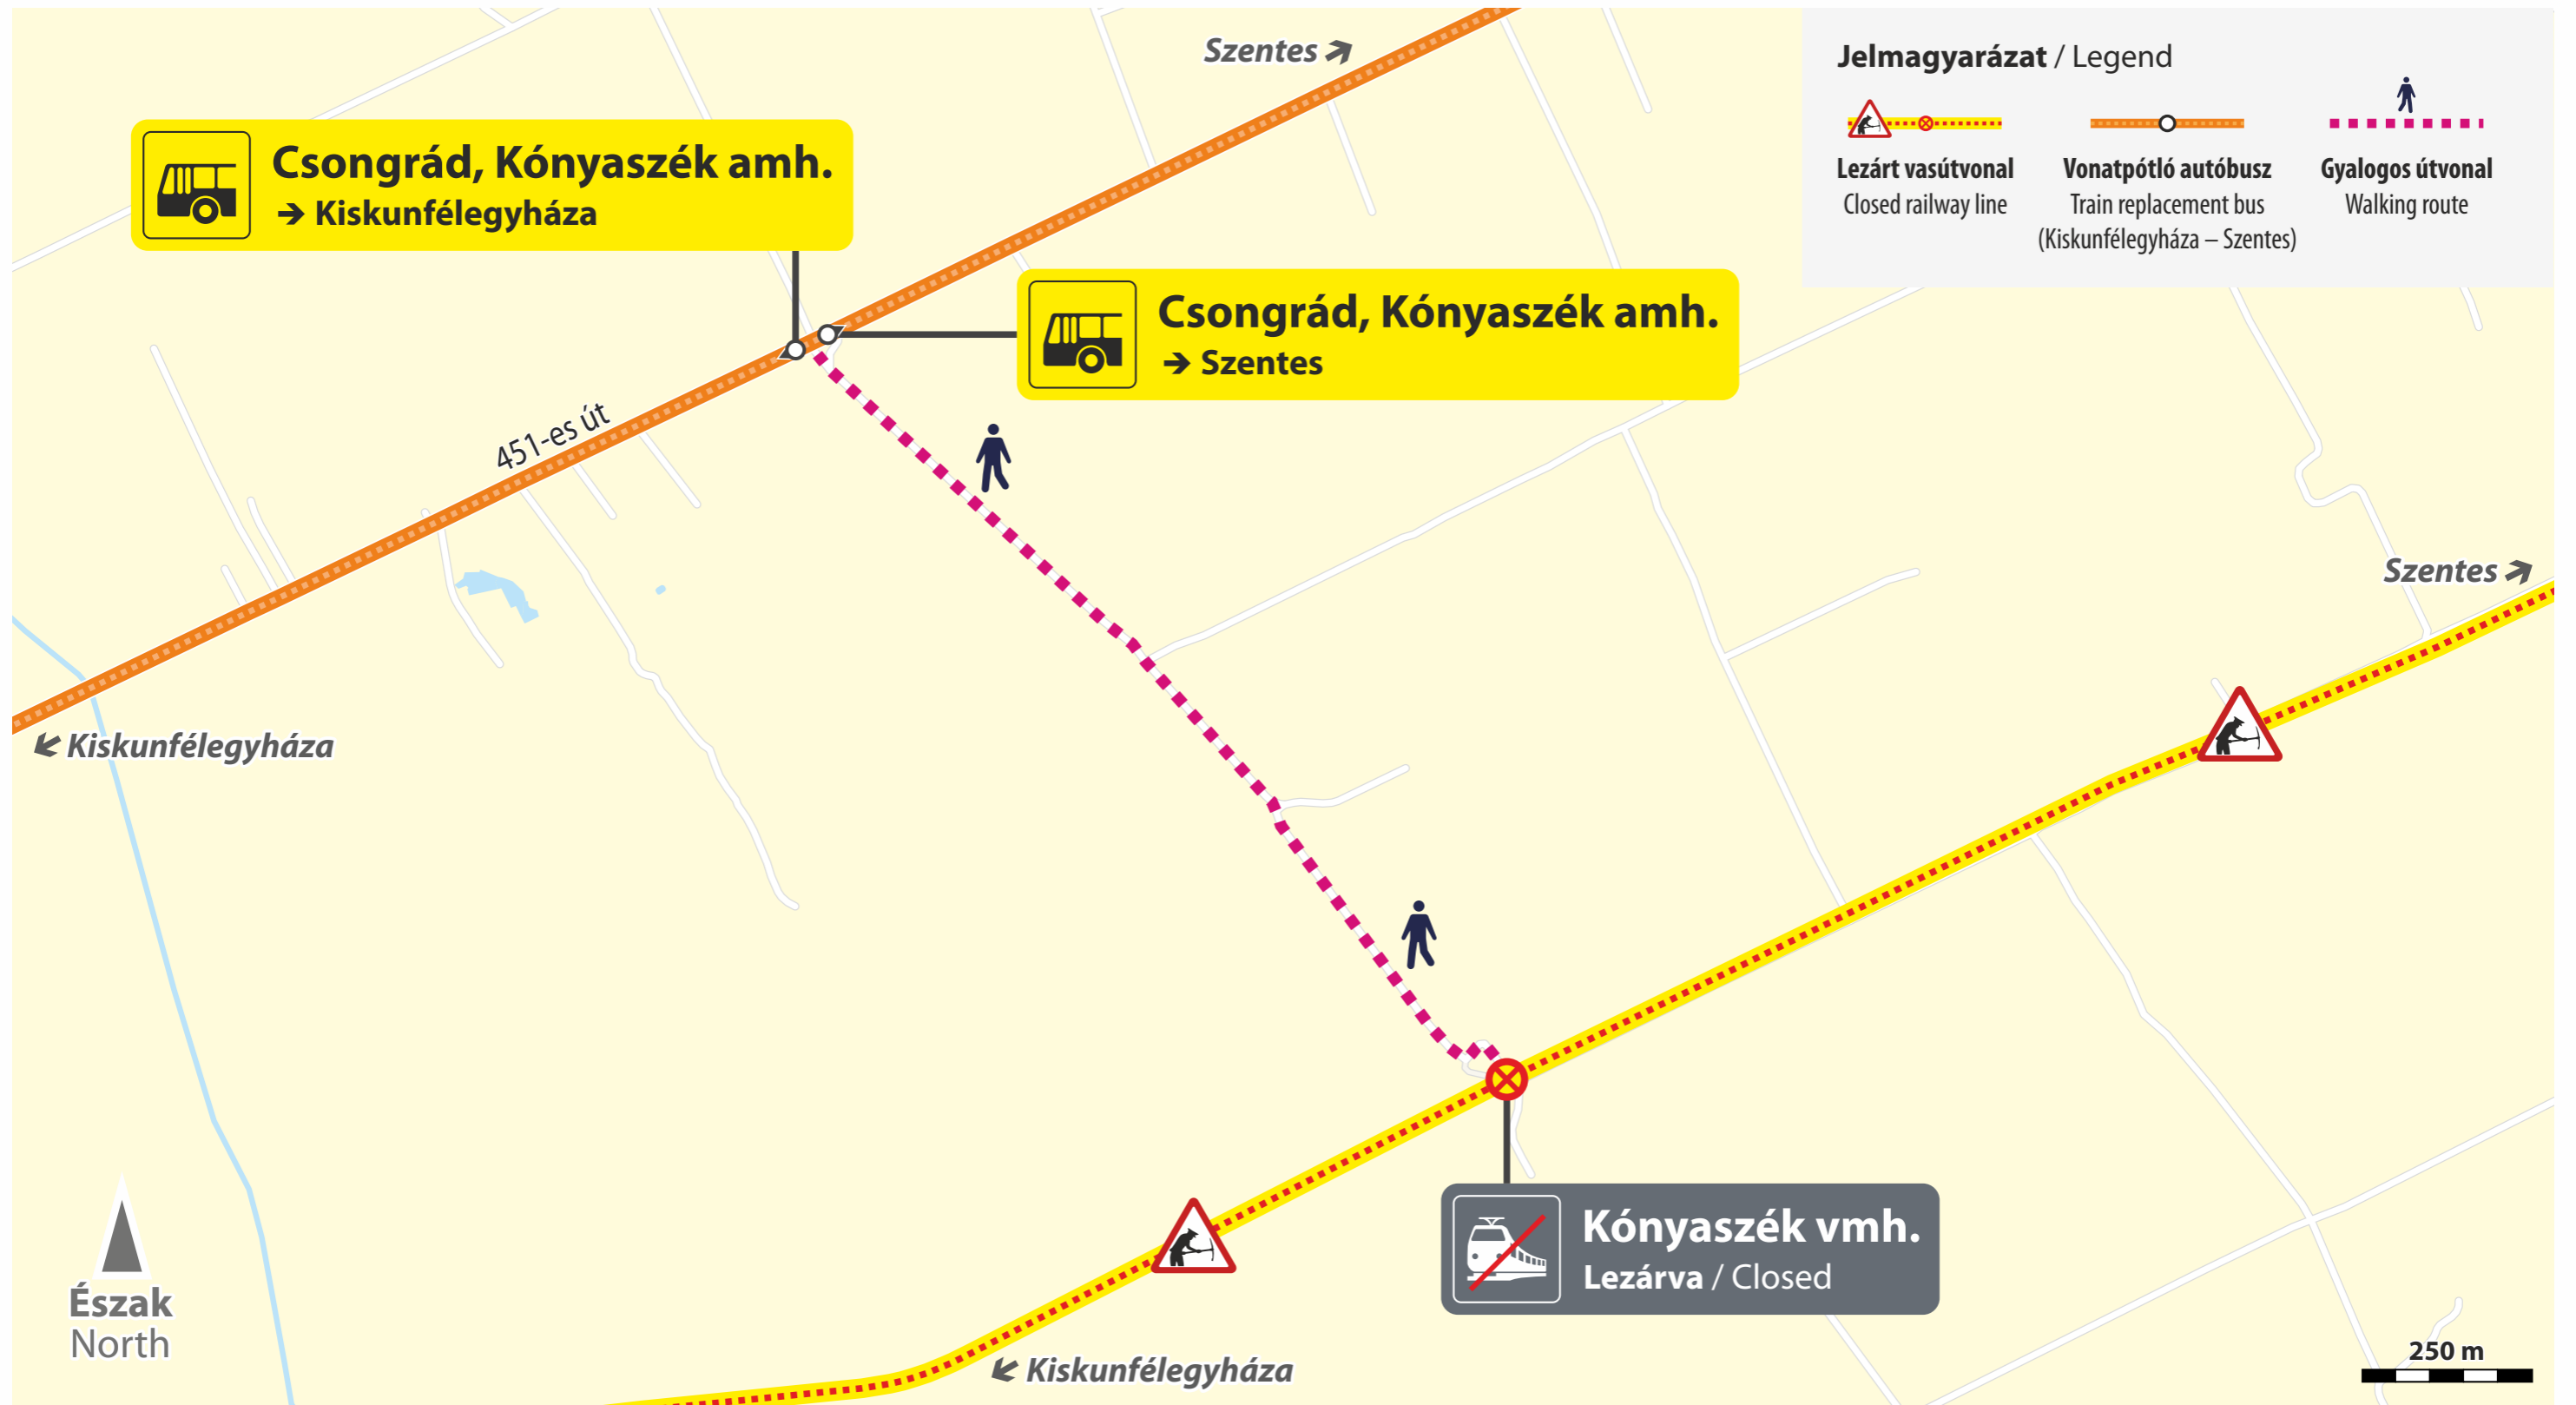 Szentes
Jelmagyarázat / Legend
Lezárt vasútvonal
Closed railway line
Vonatpótló autóbusz
Train replacement bus
(Kiskunfélegyháza – Szentes)
Gyalogos útvonal
Walking route
Csongrád, Kónyaszék amh.
→ Kiskunfélegyháza
Csongrád, Kónyaszék amh.
→ Szentes
451-es út
Szentes
Kiskunfélegyháza
Kónyaszék vmh.
Lezárva / Closed
Észak
North
Kiskunfélegyháza
250 m